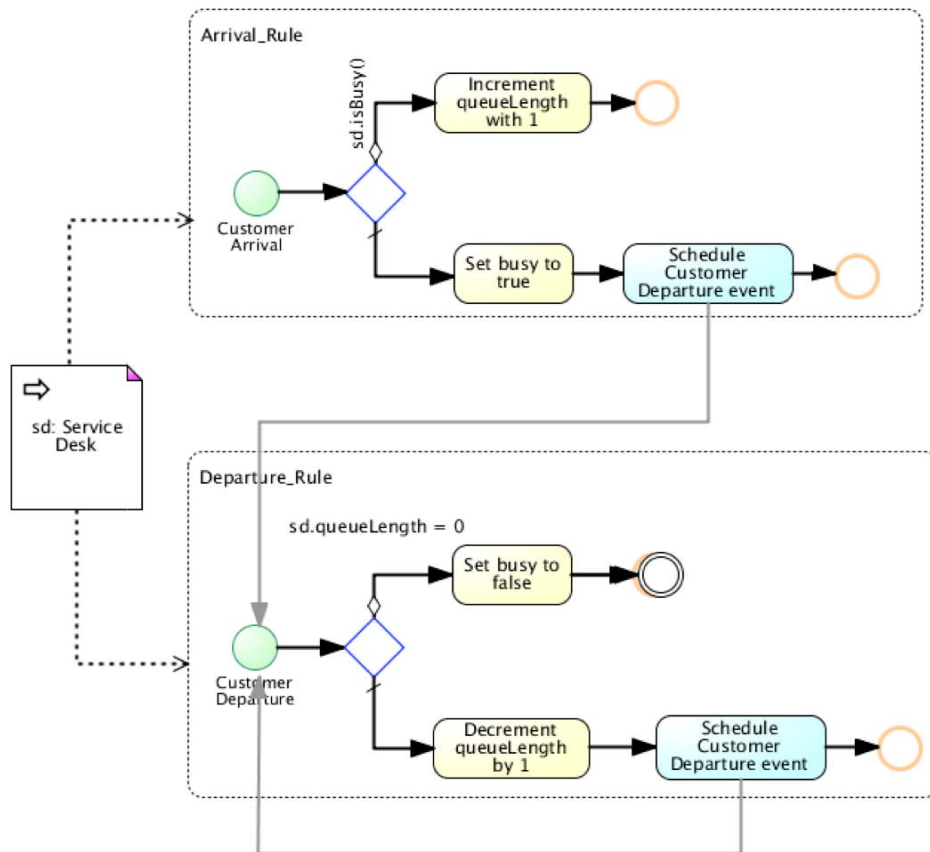 Arrival_Rule
sd.isBusy()
Increment
queueLength
with 1
Customer
Arrival
Set busy to
true
Schedule
Customer
Departure event
sd: Service
Desk
Departure_Rule
sd.queueLength = 0
Set busy to
false
Customer
Departure
Decrement
queueLength
by 1
Schedule
Customer
Departure event